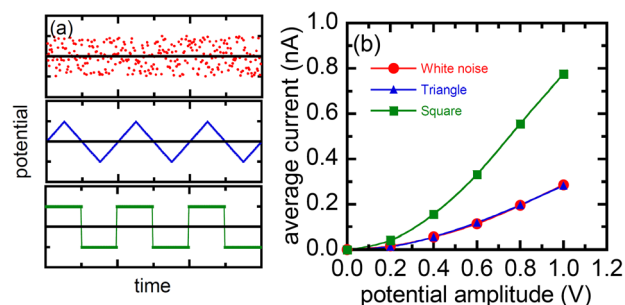 (a)
potential
time
(b)
White noise
Triangle
Square
average current (nA)
1.0
0.8
0.6
0.4
0.2
0.0
0.0 0.2 0.4 0.6 0.8 1.0 1.2
potential amplitude (V)